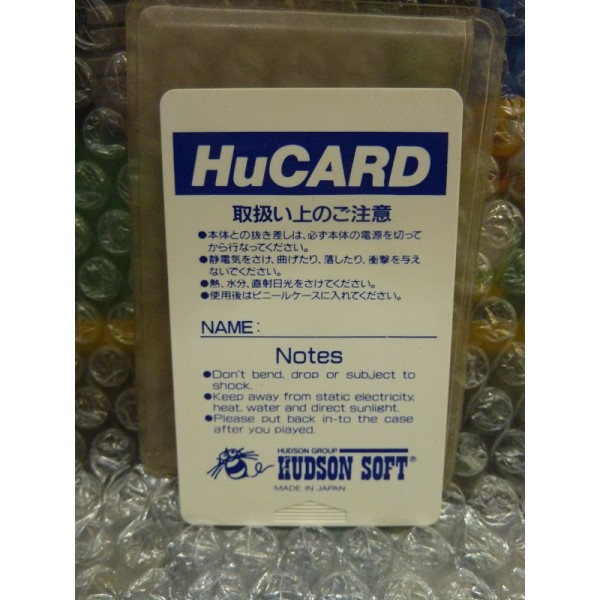 HuCARD
取扱い上のご注意
●本体との抜き差しは、必ず本体の電源を切って
から行なってください。
●静電気をさけ、曲げたり、落したり、衝撃を与え
ないでください。
●熱、水分、直射日光をさけてください。
●使用後はビニールケースに入れてください。
NAME:
Notes
●Don't bend, drop or subject to
shock.
●Keep away from static electricity,
heat, water and direct sunlight.
●Please put back in-to the case
after you played.
HUDSON GROUP
HUDSON SOFT®
MADE IN JAPAN